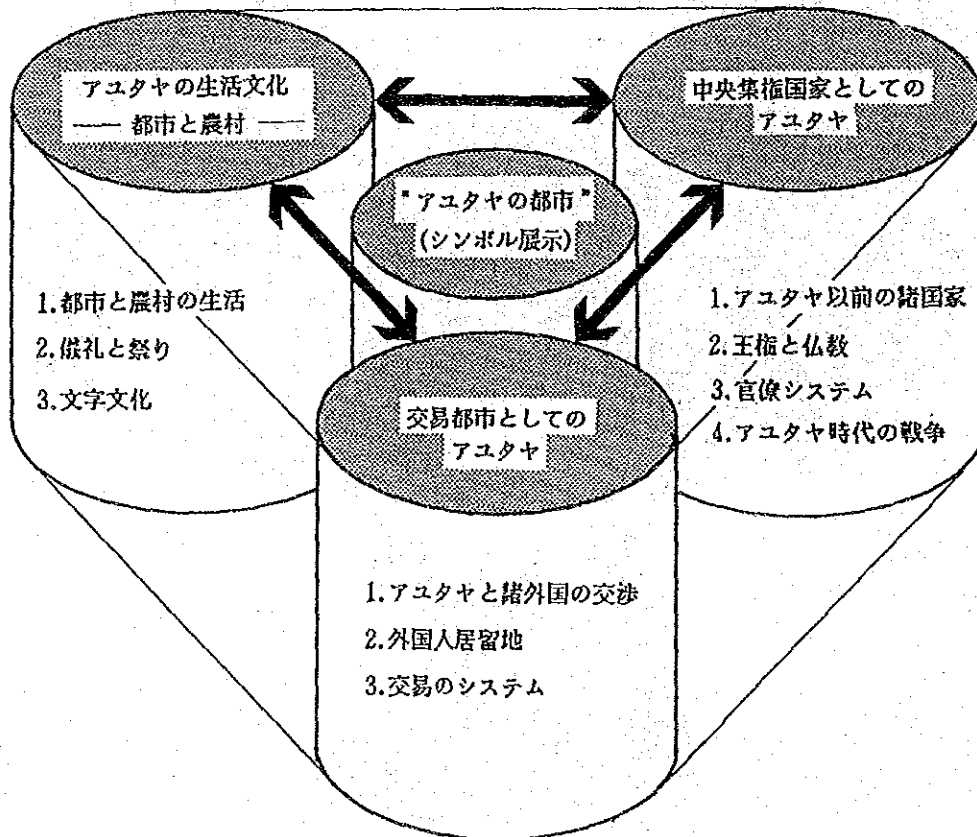 アユタヤの生活文化
── 都市と農村 ──
中央集権国家としての
アユタヤ
"アユタヤの都市"
(シンボル展示)
1.都市と農村の生活
2.儀礼と祭り
3.文字文化
1.アユタヤ以前の諸国家
2.王権と仏教
3.官僚システム
4.アユタヤ時代の戦争
交易都市としての
アユタヤ
1.アユタヤと諸外国の交渉
2.外国人居留地
3.交易のシステム